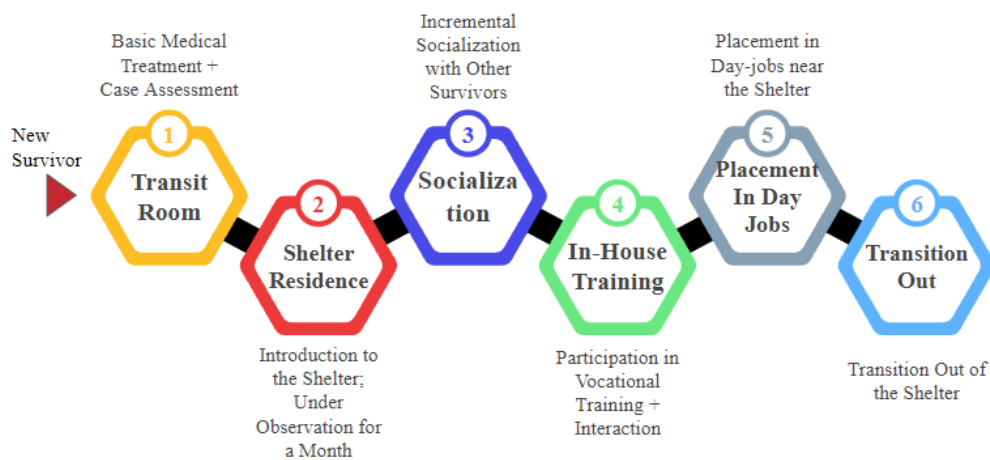 New
Survivor
Basic Medical
Treatment +
Case Assessment
1
Transit
Room
2
Shelter
Residence
Introduction to
the Shelter;
Under
Observation for
a Month
Incremental
Socialization
with Other
Survivors
3
Socializa
tion
4
In-House
Training
Participation in
Vocational
Training +
Interaction
Placement in
Day-jobs near
the Shelter
5
Placement
In Day
Jobs
6
Transition
Out
Transition Out of
the Shelter